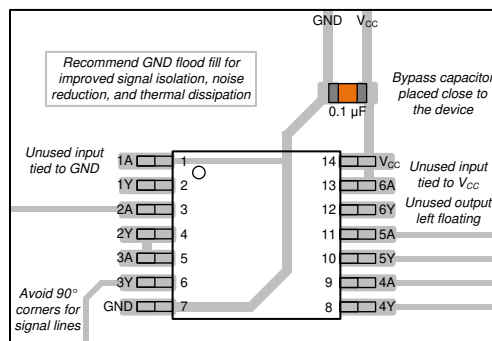 GND VCC
Recommend GND flood fill for
improved signal isolation, noise
reduction, and thermal dissipation
Bypass capacitor
placed close to
the device
0.1 µF
Unused input
tied to GND
1A 1 14 VCC
1Y 2 13 6A
2A 3 12 6Y
2Y 4 11 5A
3A 5 10 5Y
3Y 6 9 4A
GND 7 8 4Y
Unused input
tied to VCC
Unused output
left floating
Avoid 90°
corners for
signal lines